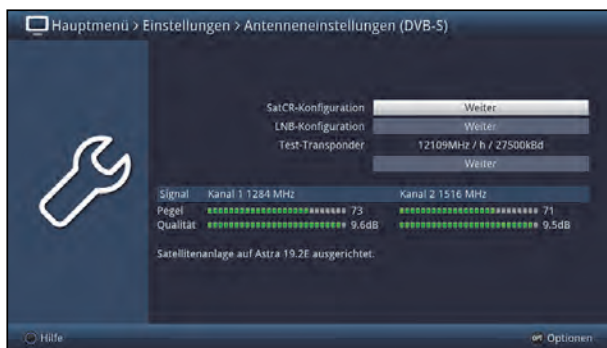 Hauptmenü > Einstellungen > Antenneneinstellungen (DVB-S)
SatCR-Konfiguration Weiter
LNB-Konfiguration Weiter
Test-Transponder 12109MHz / h / 27500kBd
Weiter
Signal Kanal 1 1284 MHz Kanal 2 1516 MHz
Pegel 73 71
Qualität 9.6dB 9.5dB
Satellitenanlage auf Astra 19.2E ausgerichtet.
Hilfe Optionen